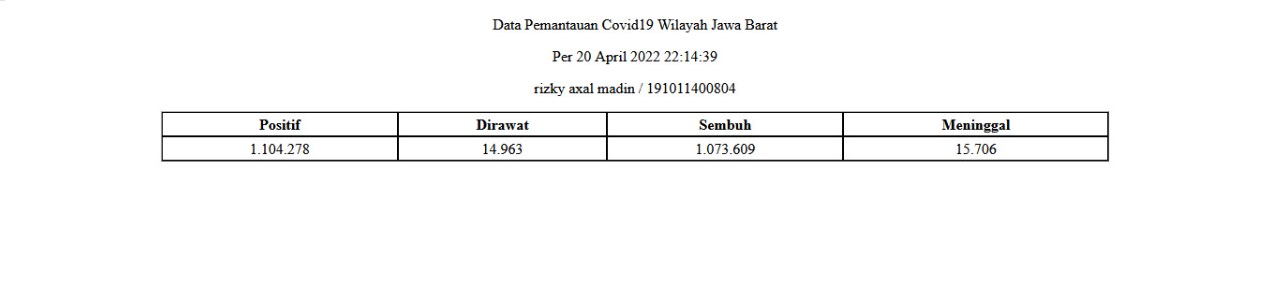 Data Pemantauan Covid19 Wilayah Jawa Barat
Per 20 April 2022 22:14:39
rizky axal madin / 191011400804
Positif Dirawat Sembuh Meninggal
1.104.278 14.963 1.073.609 15.706